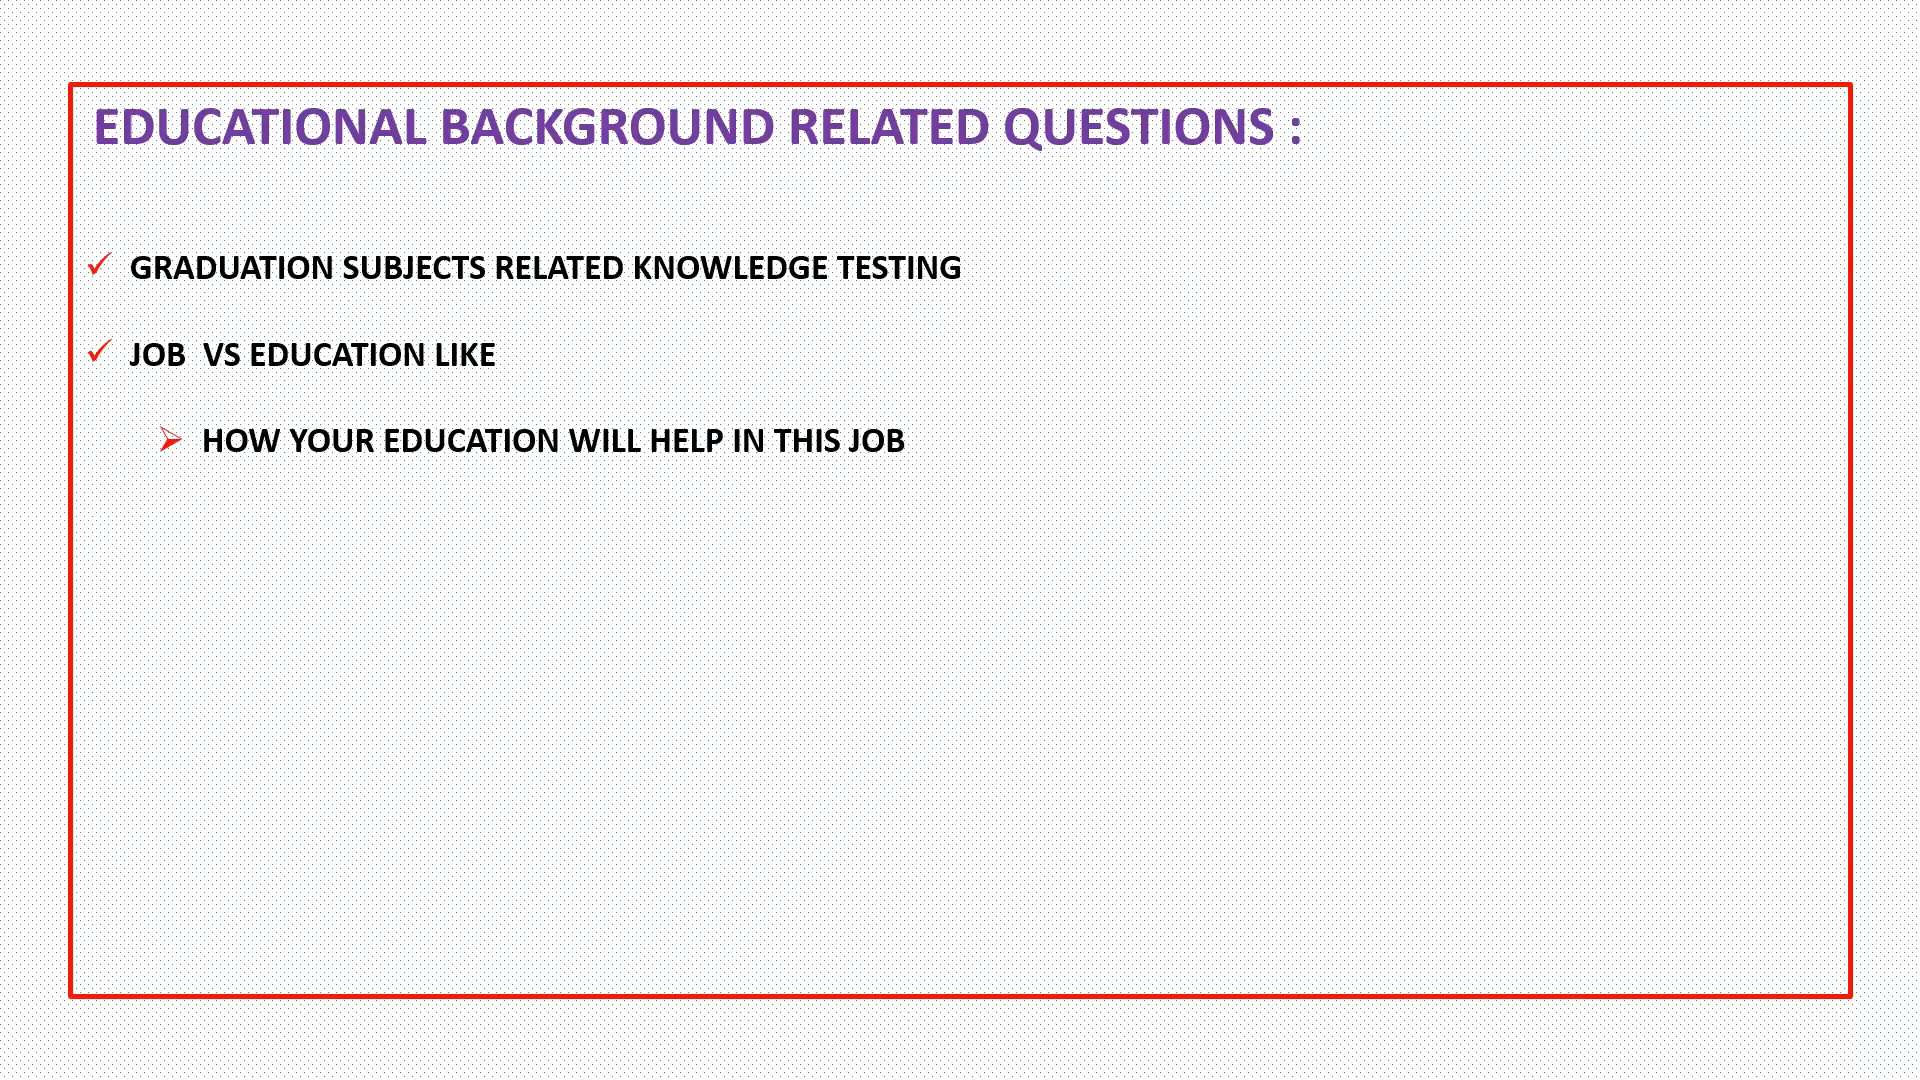 EDUCATIONAL BACKGROUND RELATED QUESTIONS :
GRADUATION SUBJECTS RELATED KNOWLEDGE TESTING
JOB  VS EDUCATION LIKE
HOW YOUR EDUCATION WILL HELP IN THIS JOB